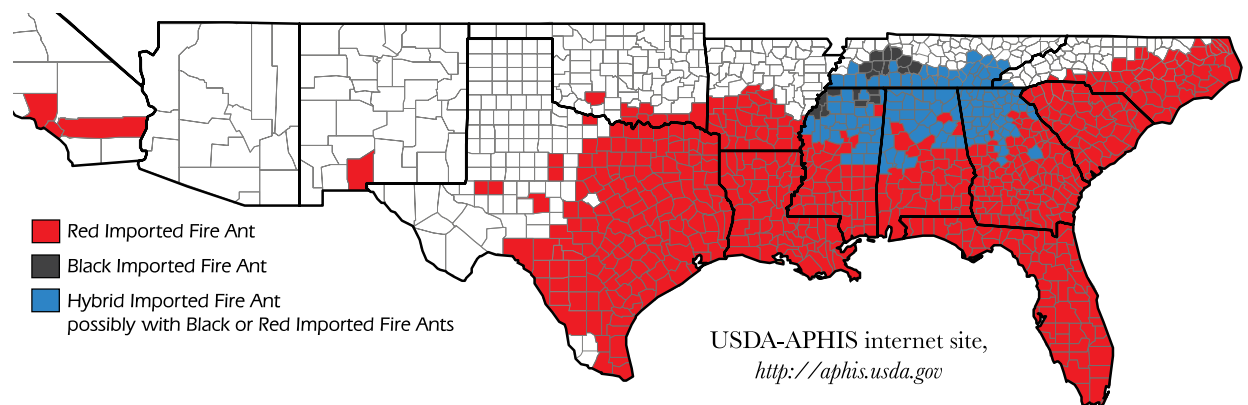 Red Imported Fire Ant
Black Imported Fire Ant
Hybrid Imported Fire Ant
possibly with Black or Red Imported Fire Ants
USDA-APHIS internet site,
http://aphis.usda.gov